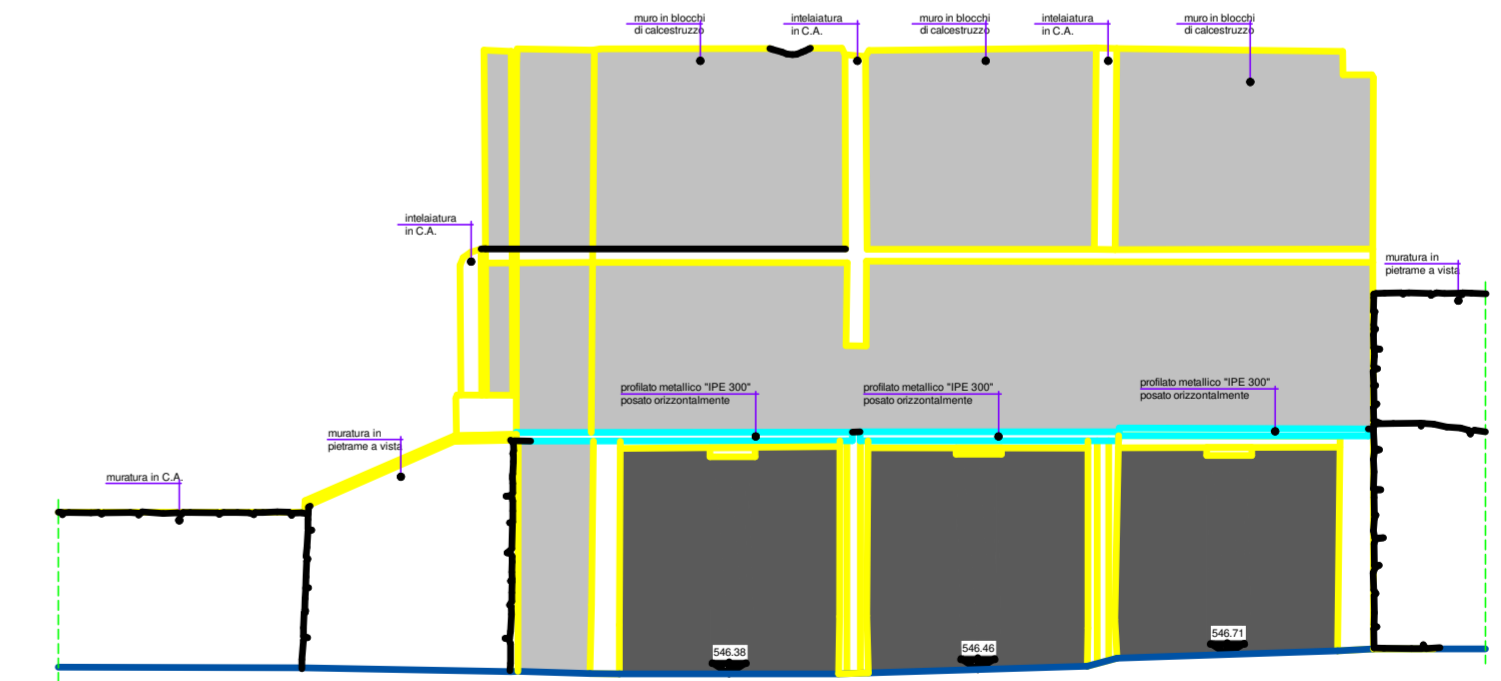 muro in blocchi
di calcestruzzo
intelaiatura
in C.A.
muro in blocchi
di calcestruzzo
intelaiatura
in C.A.
muro in blocchi
di calcestruzzo
intelaiatura
in C.A.
muratura in
pietrame a vista
profilato metallico "IPE 300"
posato orizzontalmente
profilato metallico "IPE 300"
posato orizzontalmente
profilato metallico "IPE 300"
posato orizzontalmente
muratura in
pietrame a vista
muratura in C.A.
546.38
546.46
546.71